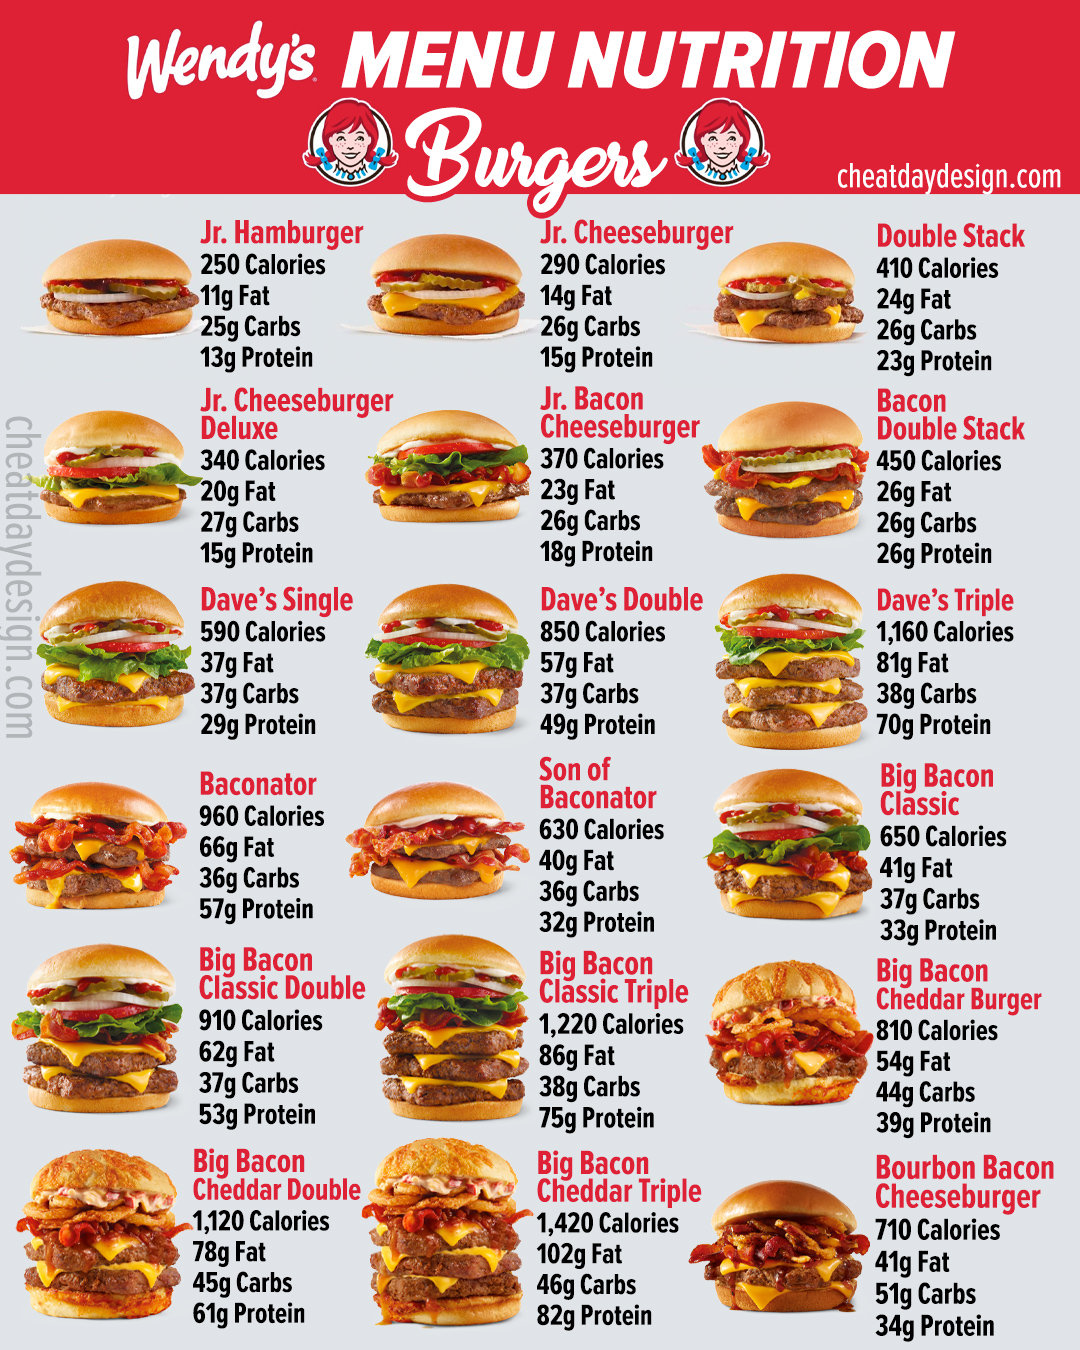 Wendy's MENU NUTRITION
Burgers
cheatdaydesign.com
Jr. Hamburger
250 Calories
11g Fat
25g Carbs
13g Protein
Jr. Cheeseburger
290 Calories
14g Fat
26g Carbs
15g Protein
Double Stack
410 Calories
24g Fat
26g Carbs
23g Protein
Jr. Cheeseburger
Deluxe
340 Calories
20g Fat
27g Carbs
15g Protein
Jr. Bacon
Cheeseburger
370 Calories
23g Fat
26g Carbs
18g Protein
Bacon
Double Stack
450 Calories
26g Fat
26g Carbs
26g Protein
cheatdaydesign.com
Dave's Single
590 Calories
37g Fat
37g Carbs
29g Protein
Dave's Double
850 Calories
57g Fat
37g Carbs
49g Protein
Dave's Triple
1,160 Calories
81g Fat
38g Carbs
70g Protein
Baconator
960 Calories
66g Fat
36g Carbs
57g Protein
Son of
Baconator
630 Calories
40g Fat
36g Carbs
32g Protein
Big Bacon
Classic
650 Calories
41g Fat
37g Carbs
33g Protein
Big Bacon
Classic Double
910 Calories
62g Fat
37g Carbs
53g Protein
Big Bacon
Classic Triple
1,220 Calories
86g Fat
38g Carbs
75g Protein
Big Bacon
Cheddar Burger
810 Calories
54g Fat
44g Carbs
39g Protein
Big Bacon
Cheddar Double
1,120 Calories
78g Fat
45g Carbs
61g Protein
Big Bacon
Cheddar Triple
1,420 Calories
102g Fat
46g Carbs
82g Protein
Bourbon Bacon
Cheeseburger
710 Calories
41g Fat
51g Carbs
34g Protein